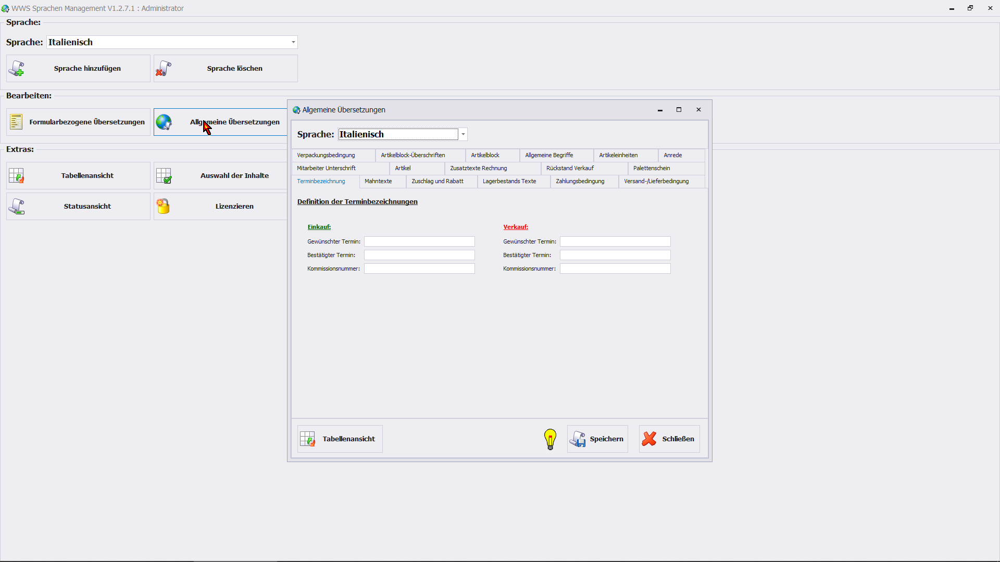 WWS Sprachen Management V1.2.7.1 : Administrator
Sprache:
Sprache: Italienisch
Sprache hinzufügen
Sprache löschen
Bearbeiten:
Formularbezogene Übersetzungen
Allgemeine Übersetzungen
Extras:
Tabellenansicht
Auswahl der Inhalte
Statusansicht
Lizenzieren
Allgemeine Übersetzungen
Sprache: Italienisch
Verpackungsbedingung Artikelblock-Überschriften Artikelblock Allgemeine Begriffe Artikeleinheiten Anrede
Mitarbeiter Unterschrift Artikel Zusatztexte Rechnung Rückstand Verkauf Palettenschein
Terminbezeichnung Mahntexte Zuschlag und Rabatt Lagerbestands Texte Zahlungsbedingung Versand-/Lieferbedingung
Definition der Terminbezeichnungen
Einkauf:
Gewünschter Termin:
Bestätigter Termin:
Kommissionsnummer:
Verkauf:
Gewünschter Termin:
Bestätigter Termin:
Kommissionsnummer:
Tabellenansicht
Speichern
Schließen